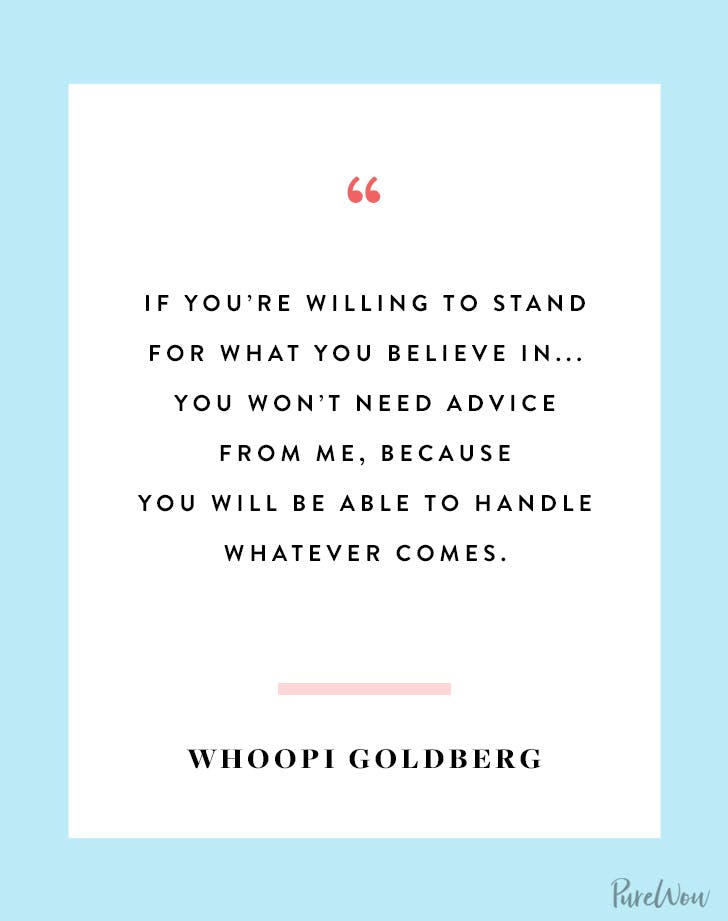 “
IF YOU’RE WILLING TO STAND
FOR WHAT YOU BELIEVE IN...
YOU WON’T NEED ADVICE
FROM ME, BECAUSE
YOU WILL BE ABLE TO HANDLE
WHATEVER COMES.
WHOOPI GOLDBERG
PureWow